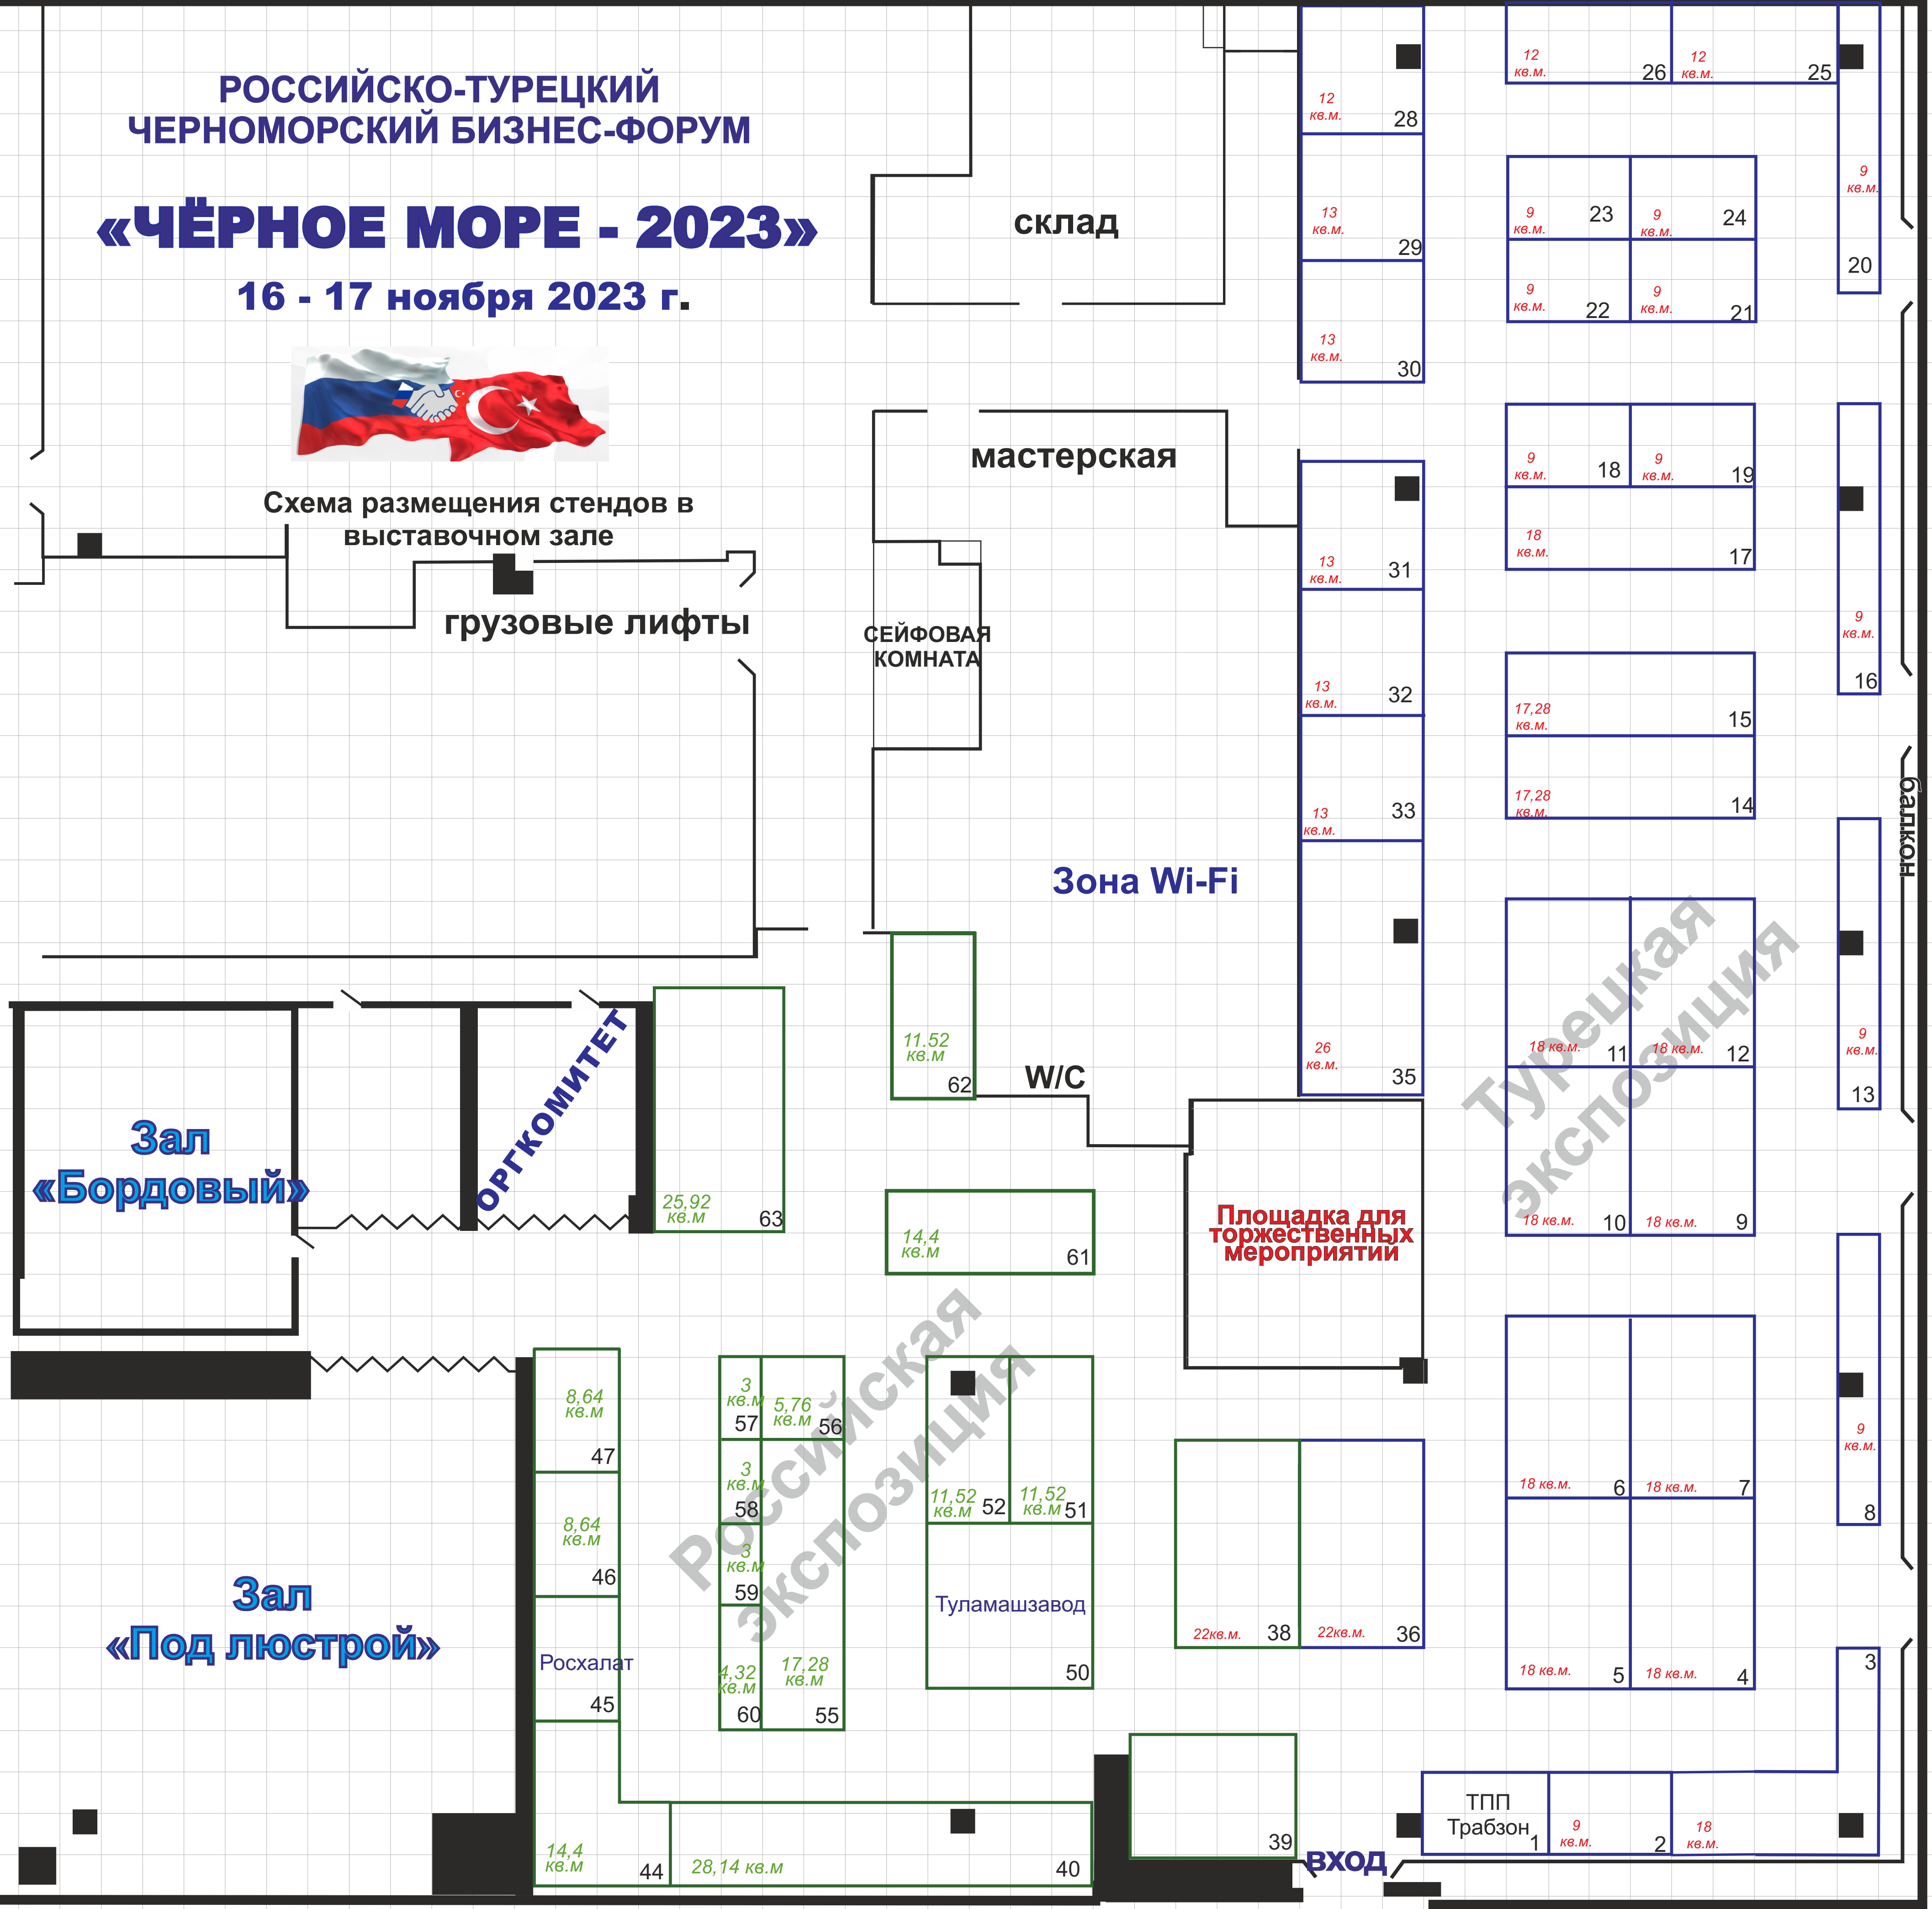 РОССИЙСКО-ТУРЕЦКИЙ
ЧЕРНОМОРСКИЙ БИЗНЕС-ФОРУМ
«ЧЁРНОЕ МОРЕ - 2023»
16 - 17 ноября 2023 г.
Схема размещения стендов в
выставочном зале
грузовые лифты
склад
мастерская
СЕЙФОВАЯ
КОМНАТА
Зона Wi-Fi
W/C
12
кв.м.
28
13
кв.м.
29
13
кв.м.
30
13
кв.м.
31
13
кв.м.
32
13
кв.м.
33
26
кв.м.
35
12
кв.м.
26
12
кв.м.
25
9
кв.м.
23
9
кв.м.
24
9
кв.м.
22
9
кв.м.
21
9
кв.м.
20
9
кв.м.
18
9
кв.м.
19
18
кв.м.
17
9
кв.м.
16
17,28
кв.м.
15
17,28
кв.м.
14
балкон
Турецкая
экспозиция
18 кв.м.
11
18 кв.м.
12
18 кв.м.
10
18 кв.м.
9
9
кв.м.
13
18 кв.м.
6
18 кв.м.
7
18 кв.м.
5
18 кв.м.
4
9
кв.м.
8
3
18
кв.м.
9
кв.м.
2
ТПП
Трабзон
1
ВХОД
Площадка для
торжественных
мероприятий
22кв.м.
38
22кв.м.
36
39
Зал
«Бордовый»
ОРГКОМИТЕТ
25,92
кв.м
63
11.52
кв.м
62
14,4
кв.м
61
Российская
экспозиция
Зал
«Под люстрой»
8,64
кв.м
47
8,64
кв.м
46
Росхалат
45
14,4
кв.м
44
28,14 кв.м
40
3
кв.м
57
5,76
кв.м
56
3
кв.м
58
3
кв.м
59
4,32
кв.м
60
17,28
кв.м
55
11,52
кв.м
52
11,52
кв.м
51
Туламашзавод
50